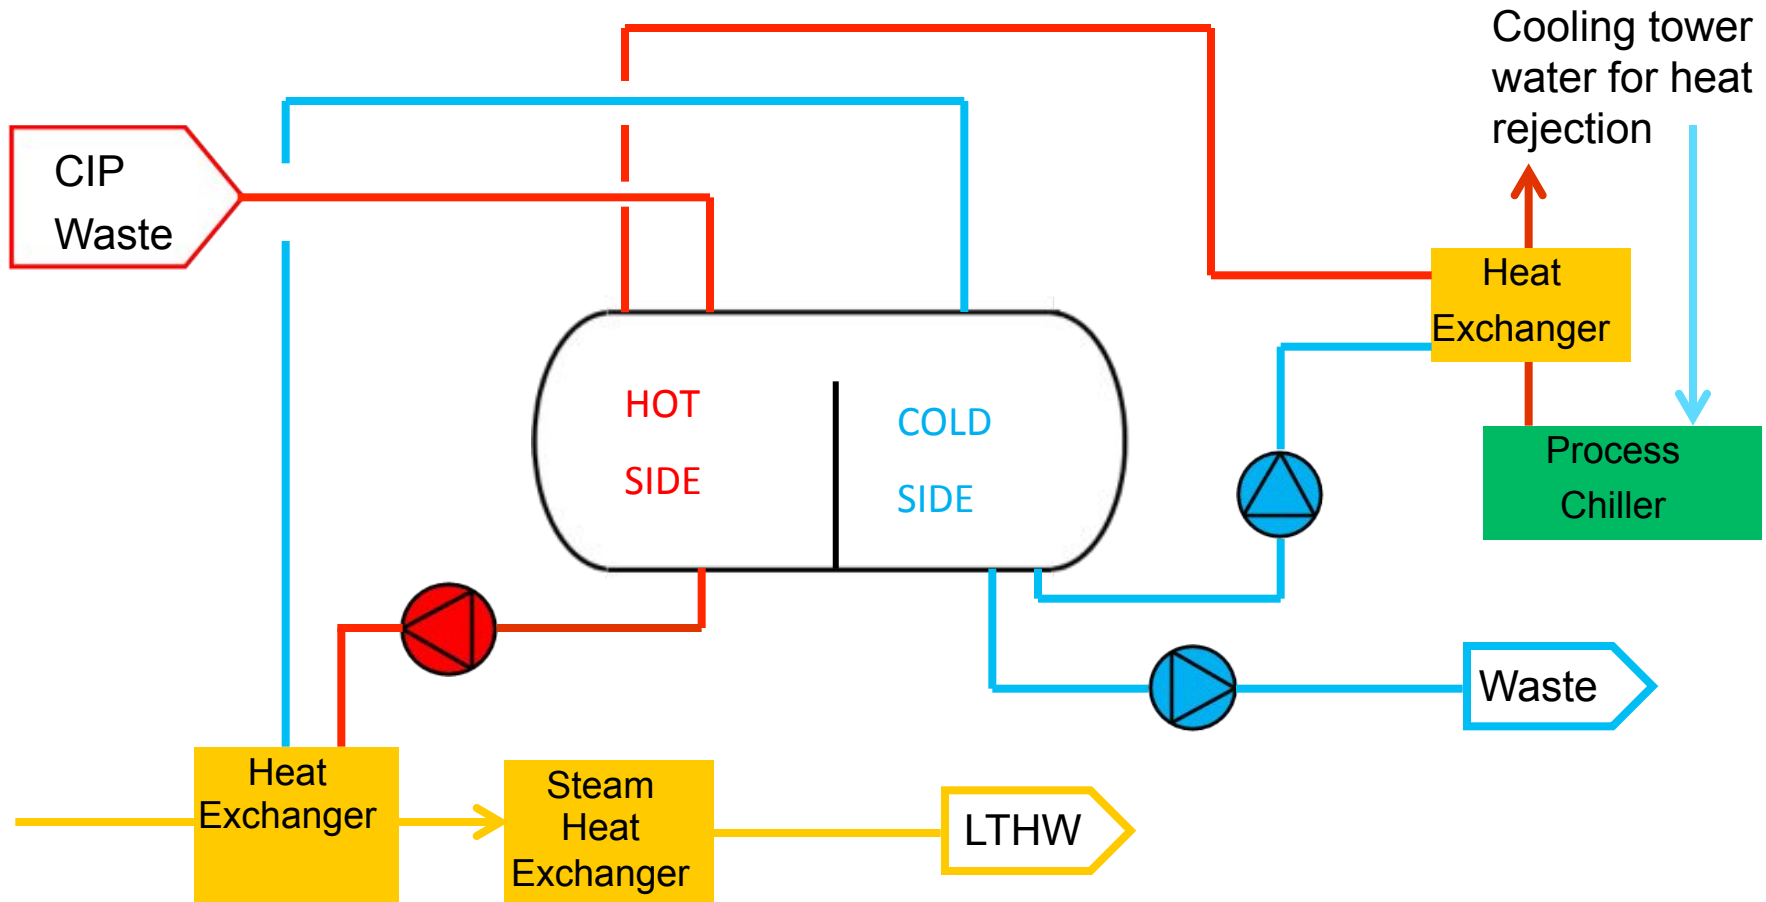 Cooling tower
water for heat
rejection
CIP
Waste
Heat
Exchanger
HOT
SIDE
COLD
SIDE
Process
Chiller
Waste
Heat
Exchanger
Steam
Heat
Exchanger
LTHW